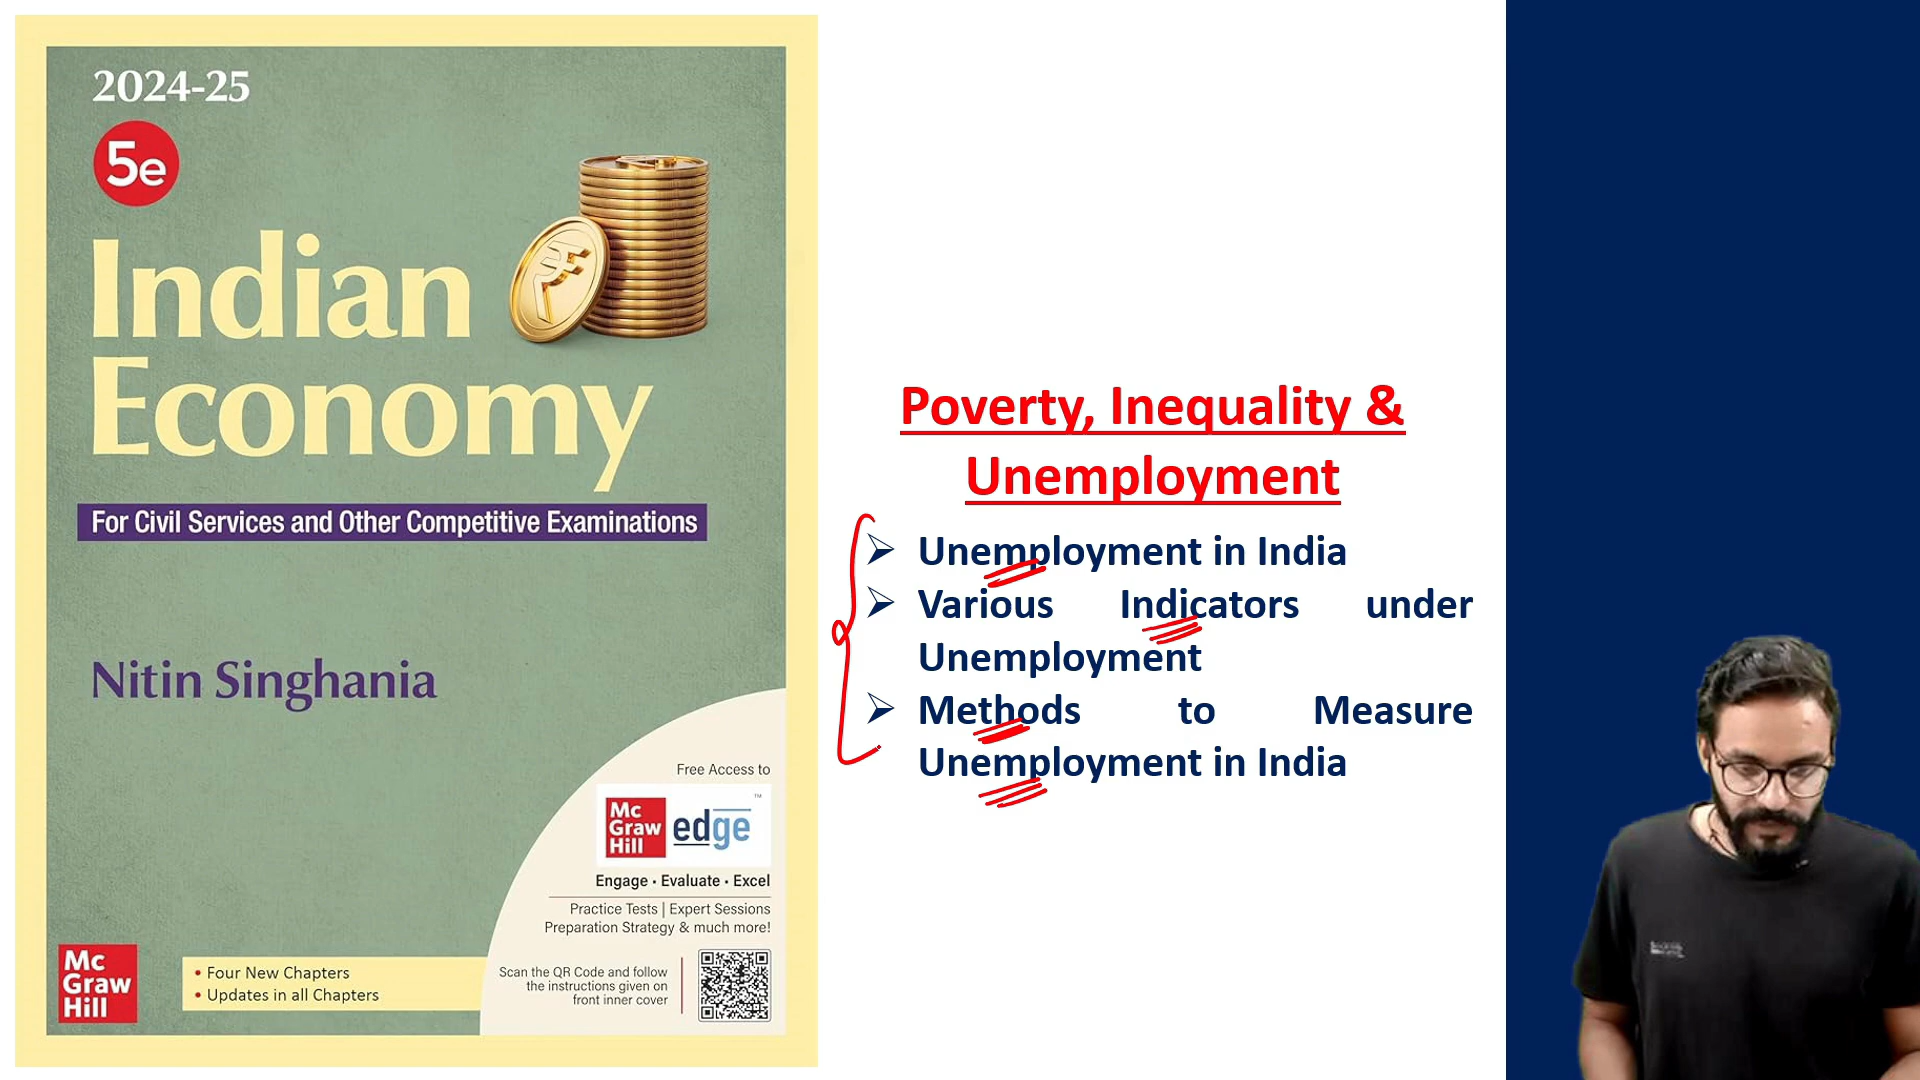 2024-25
5e
Indian
Economy
For Civil Services and Other Competitive Examinations
Nitin Singhania
Free Access to
Mc
Graw
Hill
edge™
Engage · Evaluate · Excel
Practice Tests | Expert Sessions
Preparation Strategy & much more!
Scan the QR Code and follow
the instructions given on
front inner cover
Mc
Graw
Hill
• Four New Chapters
• Updates in all Chapters
Poverty, Inequality &
Unemployment
➢ Unemployment in India
➢ Various Indicators under
Unemployment
➢ Methods to Measure
Unemployment in India